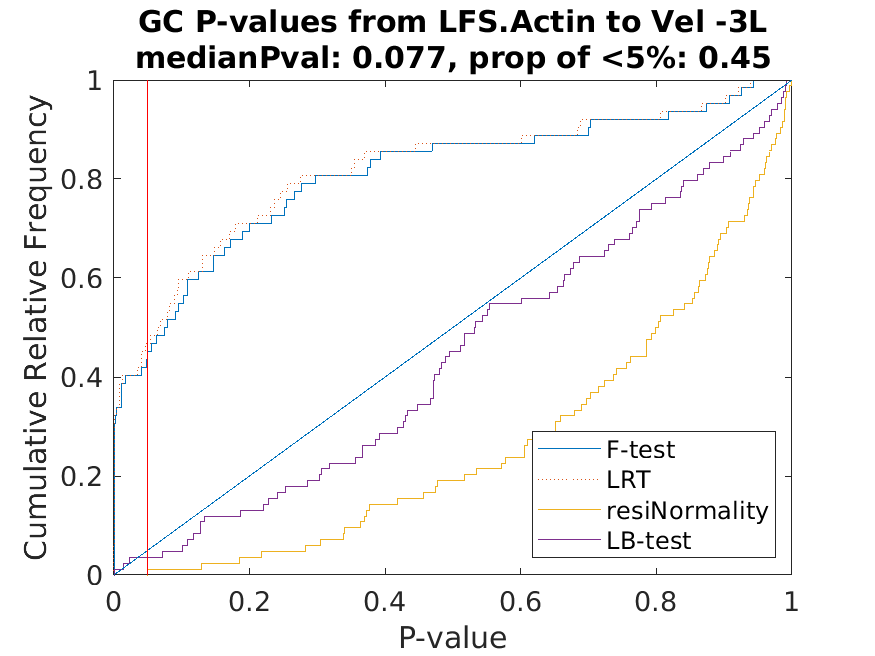 GC P-values from LFS.Actin to Vel -3L
medianPval: 0.077, prop of <5%: 0.45
Cumulative Relative Frequency
1
0.8
0.6
0.4
0.2
0
0
0.2
0.4
0.6
0.8
1
P-value
F-test
LRT
resiNormality
LB-test